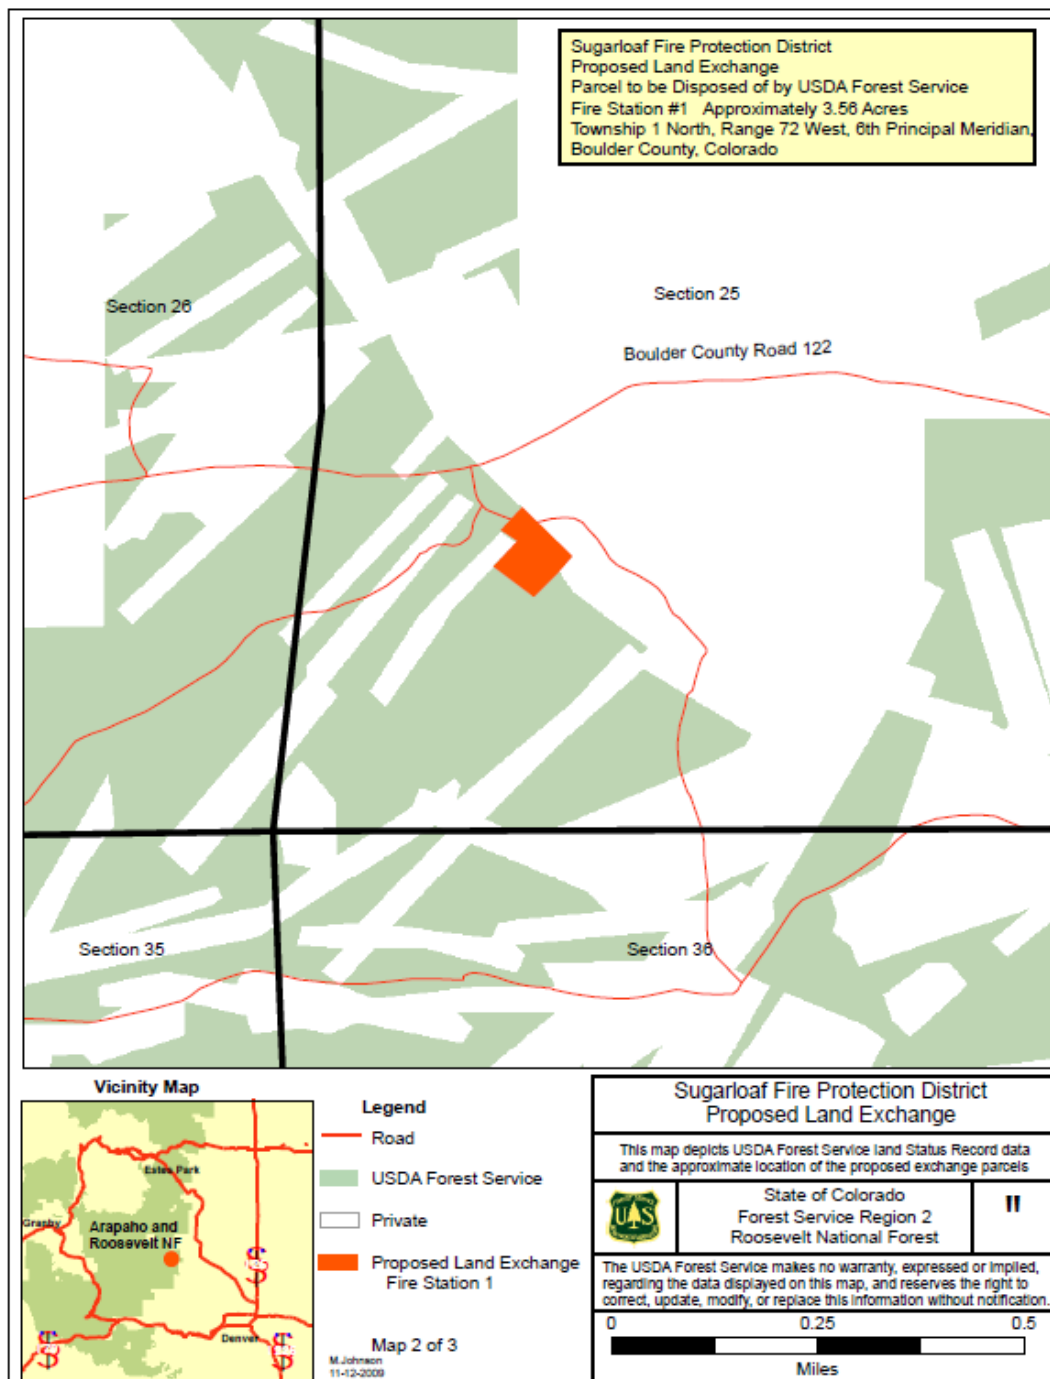 Sugarloaf Fire Protection District
Proposed Land Exchange
Parcel to be Disposed of by USDA Forest Service
Fire Station #1 Approximately 3.56 Acres
Township 1 North, Range 72 West, 6th Principal Meridian,
Boulder County, Colorado
Section 26
Section 25
Boulder County Road 122
Section 35
Section 36
Vicinity Map
Estes Park
Granby
Arapaho and
Roosevelt NF
Denver
Legend
Road
USDA Forest Service
Private
Proposed Land Exchange
Fire Station 1
Map 2 of 3
M.Johnson
11-12-2009
Sugarloaf Fire Protection District
Proposed Land Exchange
This map depicts USDA Forest Service land Status Record data
and the approximate location of the proposed exchange parcels
U S
State of Colorado
Forest Service Region 2
Roosevelt National Forest
"
The USDA Forest Service makes no warranty, expressed or implied,
regarding the data displayed on this map, and reserves the right to
correct, update, modify, or replace this information without notification.
0 0.25 0.5
Miles